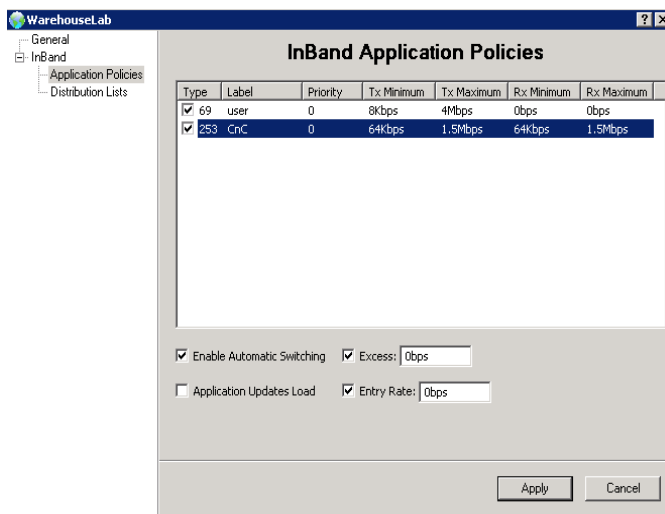 WarehouseLab
General
InBand
Application Policies
Distribution Lists
InBand Application Policies
Type Label Priority Tx Minimum Tx Maximum Rx Minimum Rx Maximum
69 user 0 8Kbps 4Mbps 0bps 0bps
253 CnC 0 64Kbps 1.5Mbps 64Kbps 1.5Mbps
Enable Automatic Switching Excess: 0bps
Application Updates Load Entry Rate: 0bps
Apply Cancel